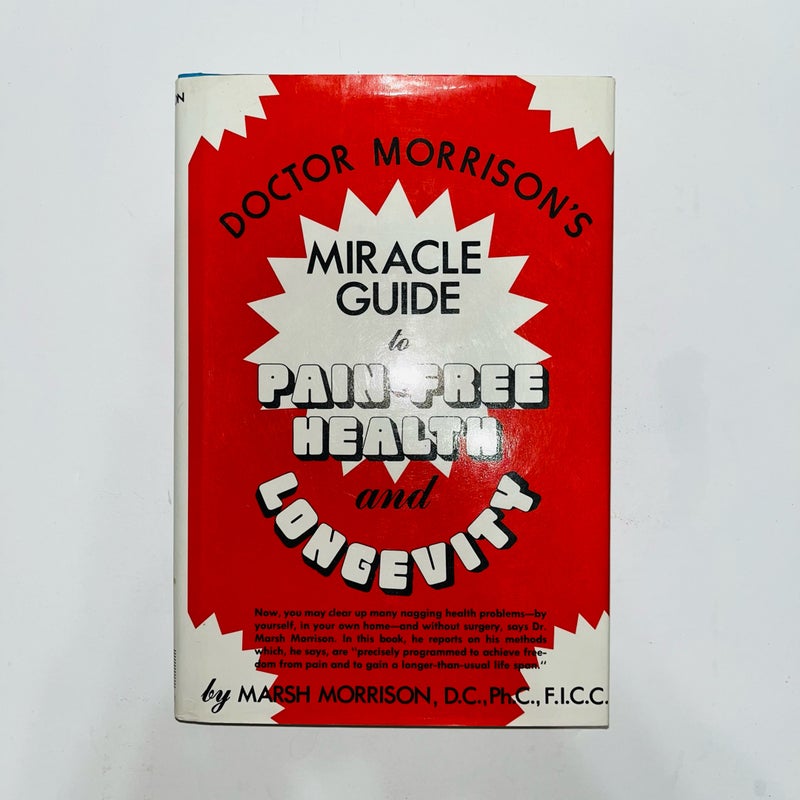 DOCTOR MORRISON'S
MIRACLE
GUIDE
to
PAIN-FREE
HEALTH
and
LONGEVITY
Now, you may clear up many nagging health problems—by
yourself, in your own home—and without surgery, says Dr.
Marsh Morrison. In this book, he reports on his methods
which, he says, are "precisely programmed to achieve free-
dom from pain and to gain a longer-than-usual life span."
by MARSH MORRISON, D.C., Ph.C., F.I.C.C.